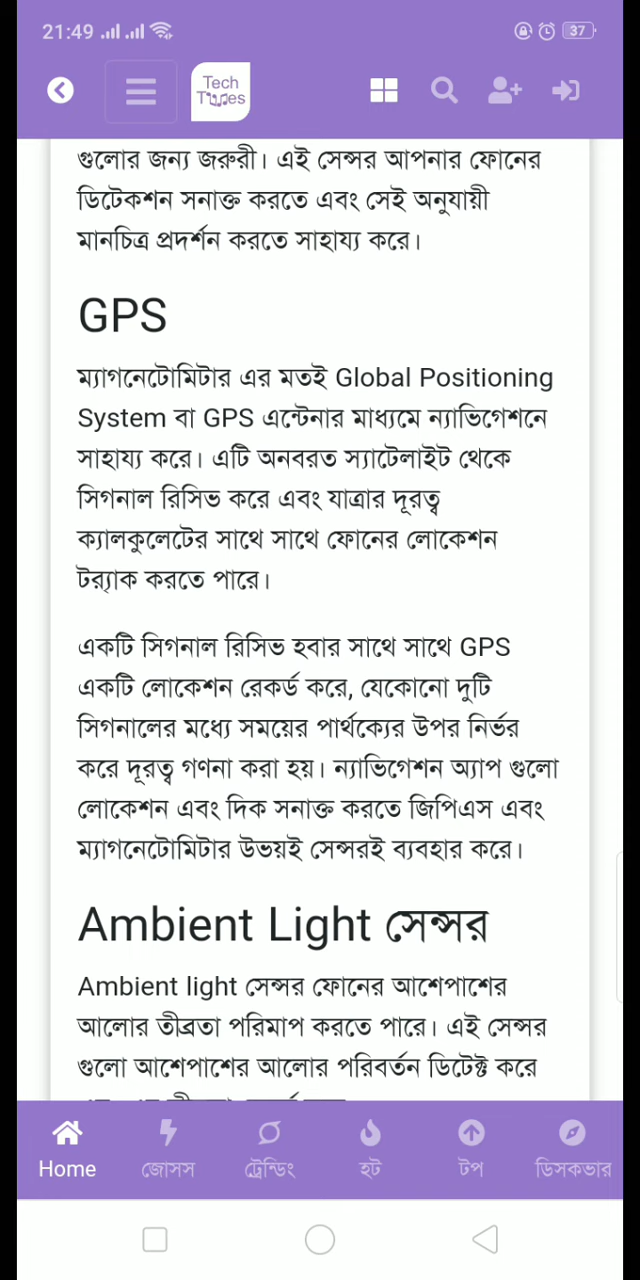 21:49
37
Tech
Tunes
গুলোর জন্য জরুরী। এই সেন্সর আপনার ফোনের
ডিটেকশন সনাক্ত করতে এবং সেই অনুযায়ী
মানচিত্র প্রদর্শন করতে সাহায্য করে।
GPS
ম্যাগনেটোমিটার এর মতই Global Positioning
System বা GPS এন্টেনার মাধ্যমে ন্যাভিগেশনে
সাহায্য করে। এটি অনবরত স্যাটেলাইট থেকে
সিগনাল রিসিভ করে এবং যাত্রার দূরত্ব
ক্যালকুলেটের সাথে সাথে ফোনের লোকেশন
টর‍্যাক করতে পারে।
একটি সিগনাল রিসিভ হবার সাথে সাথে GPS
একটি লোকেশন রেকর্ড করে, যেকোনো দুটি
সিগনালের মধ্যে সময়ের পার্থক্যের উপর নির্ভর
করে দূরত্ব গণনা করা হয়। ন্যাভিগেশন অ্যাপ গুলো
লোকেশন এবং দিক সনাক্ত করতে জিপিএস এবং
ম্যাগনেটোমিটার উভয়ই সেন্সরই ব্যবহার করে।
Ambient Light সেন্সর
Ambient light সেন্সর ফোনের আশেপাশের
আলোর তীব্রতা পরিমাপ করতে পারে। এই সেন্সর
গুলো আশেপাশের আলোর পরিবর্তন ডিটেক্ট করে
Home জোসস ট্রেন্ডিং হট টপ ডিসকভার